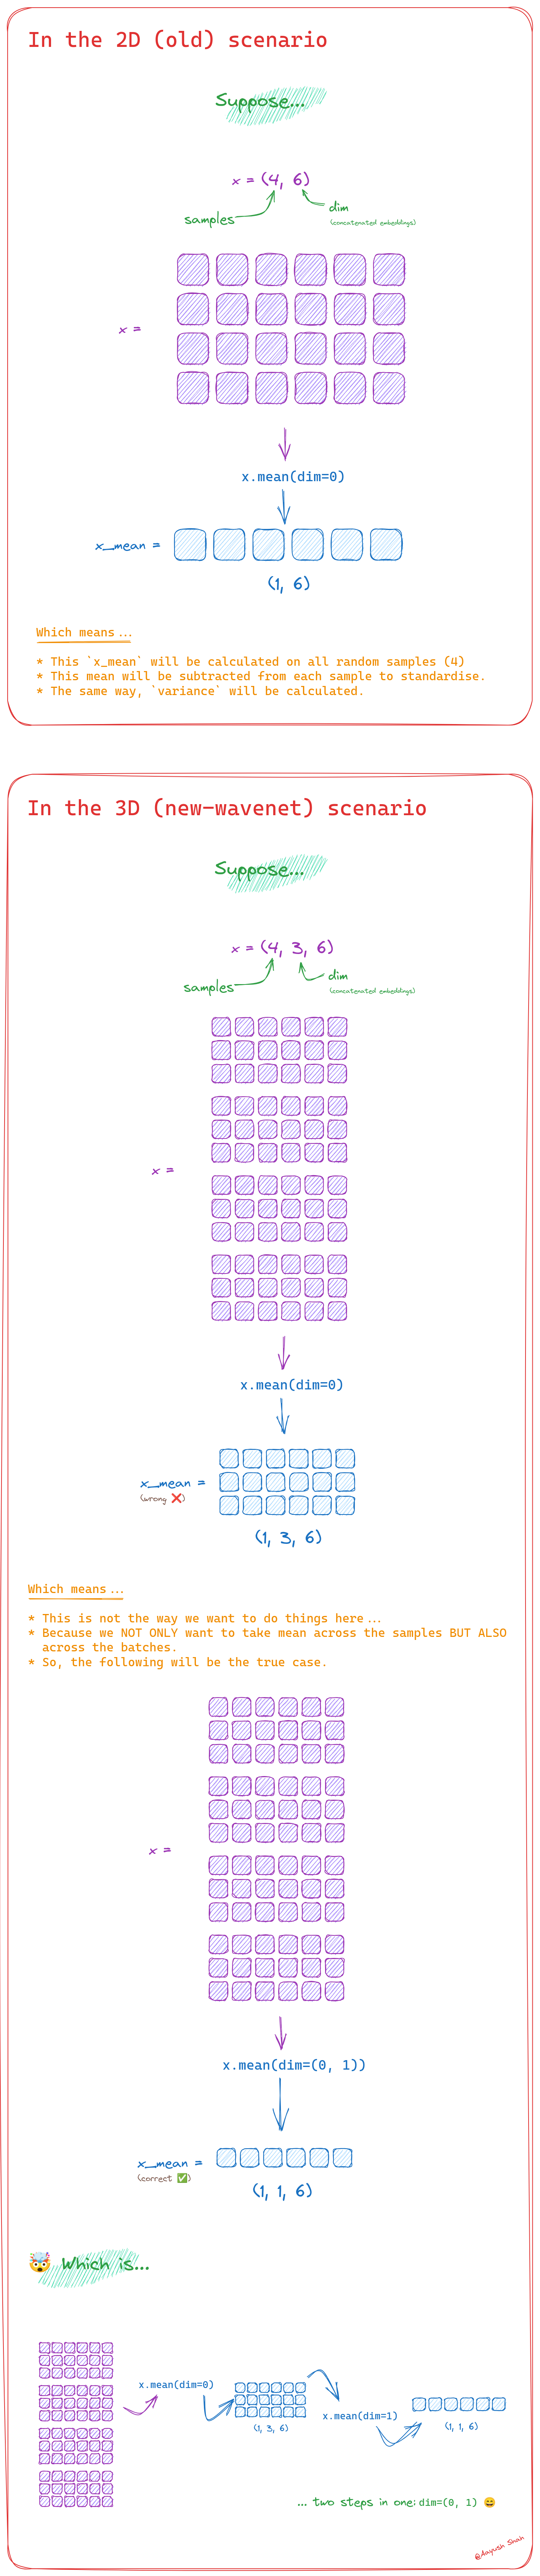 In the 2D (old) scenario
Suppose...
x = (4, 6)
samples
dim
(concatenated embeddings)
x =
x.mean(dim=0)
x_mean =
(1, 6)
Which means...
* This `x_mean` will be calculated on all random samples (4)
* This mean will be subtracted from each sample to standardise.
* The same way, `variance` will be calculated.
In the 3D (new-wavenet) scenario
Suppose...
x = (4, 3, 6)
samples
dim
(concatenated embeddings)
x =
x.mean(dim=0)
x_mean =
(wrong ❌)
(1, 3, 6)
Which means...
* This is not the way we want to do things here...
* Because we NOT ONLY want to take mean across the samples BUT ALSO
across the batches.
* So, the following will be the true case.
x =
x.mean(dim=(0, 1))
x_mean =
(correct ✅)
(1, 1, 6)
🤯 Which is...
x.mean(dim=0)
(1, 3, 6)
x.mean(dim=1)
(1, 1, 6)
... two steps in one: dim=(0, 1) 😄
@Aayush Shah